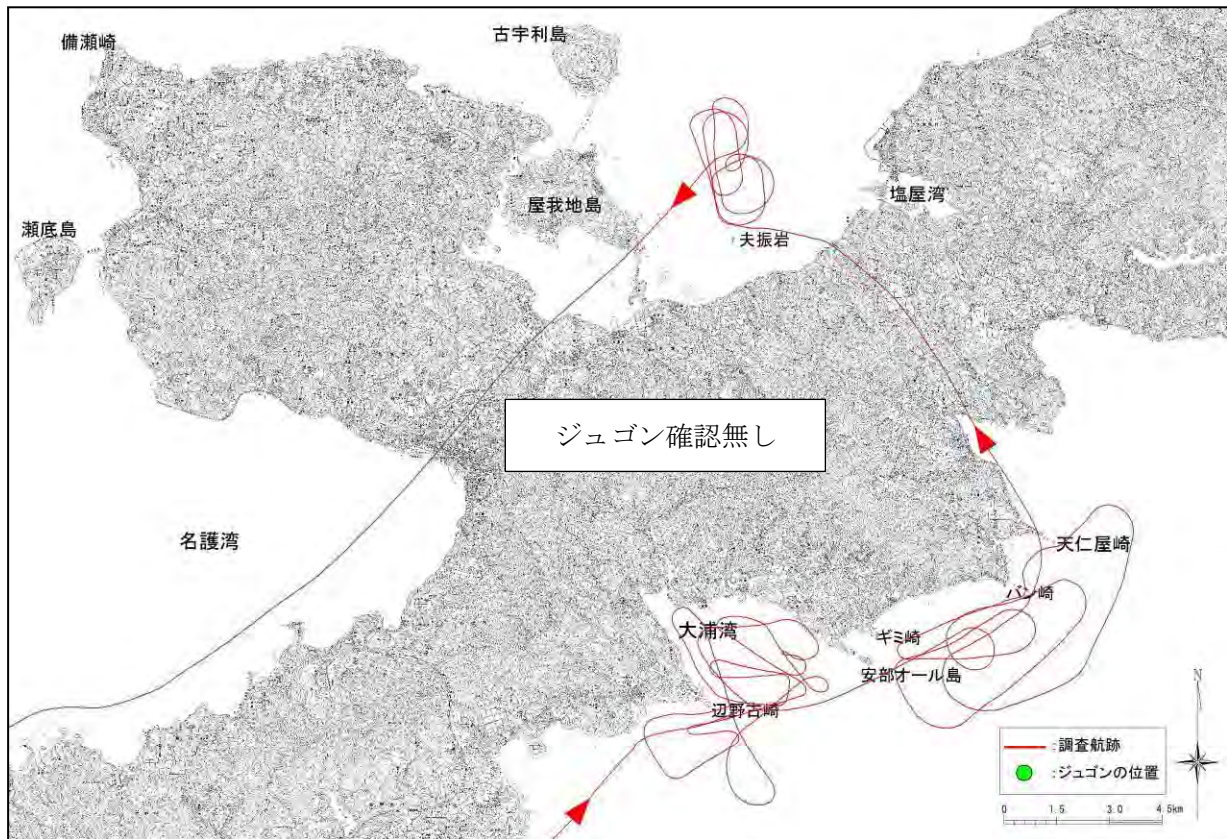 備瀬崎
古宇利島
瀬底島
屋我地島
塩屋湾
夫振岩
ジュゴン確認無し
名護湾
天仁屋崎
バン崎
大浦湾
ギミ崎
安部オール島
辺野古崎
N
:調査航跡
:ジュゴンの位置
0 1.5 3.0 4.5km